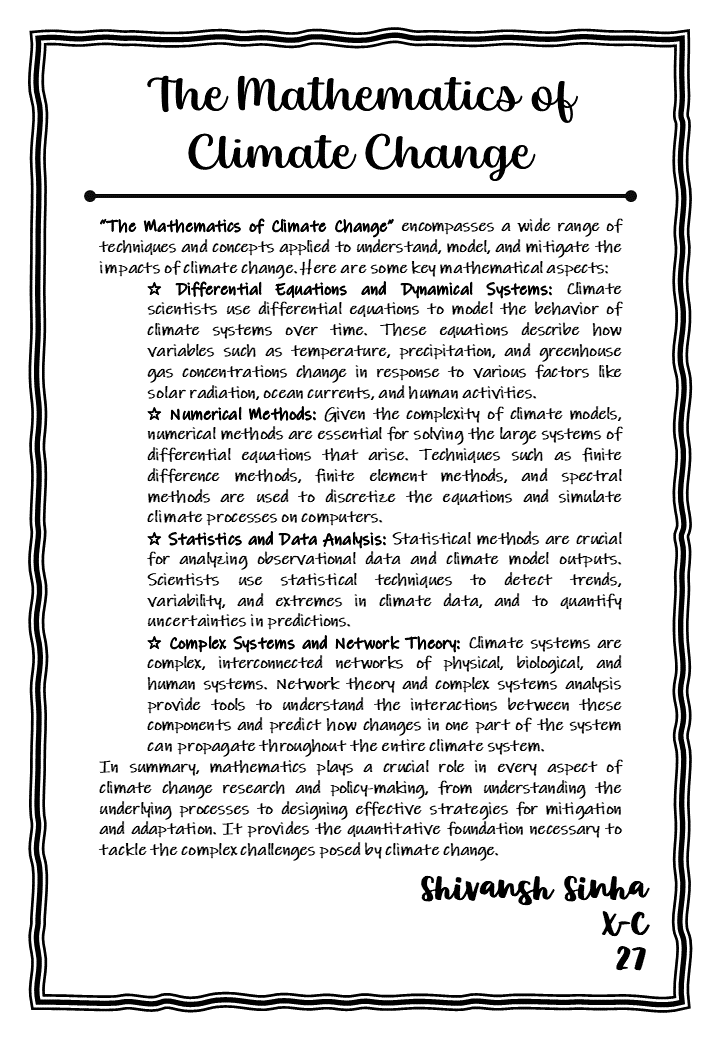 The Mathematics of
Climate Change
"The Mathematics of Climate Change" encompasses a wide range of
techniques and concepts applied to understand, model, and mitigate the
impacts of climate change. Here are some key mathematical aspects:
☆ Differential Equations and Dynamical Systems: Climate
scientists use differential equations to model the behavior of
climate systems over time. These equations describe how
variables such as temperature, precipitation, and greenhouse
gas concentrations change in response to various factors like
solar radiation, ocean currents, and human activities.
☆ Numerical Methods: Given the complexity of climate models,
numerical methods are essential for solving the large systems of
differential equations that arise. Techniques such as finite
difference methods, finite element methods, and spectral
methods are used to discretize the equations and simulate
climate processes on computers.
☆ Statistics and Data Analysis: Statistical methods are crucial
for analyzing observational data and climate model outputs.
Scientists use statistical techniques to detect trends,
variability, and extremes in climate data, and to quantify
uncertainties in predictions.
☆ Complex Systems and Network Theory: Climate systems are
complex, interconnected networks of physical, biological, and
human systems. Network theory and complex systems analysis
provide tools to understand the interactions between these
components and predict how changes in one part of the system
can propagate throughout the entire climate system.
In summary, mathematics plays a crucial role in every aspect of
climate change research and policy-making, from understanding the
underlying processes to designing effective strategies for mitigation
and adaptation. It provides the quantitative foundation necessary to
tackle the complex challenges posed by climate change.
Shivansh Sinha
X-C
27